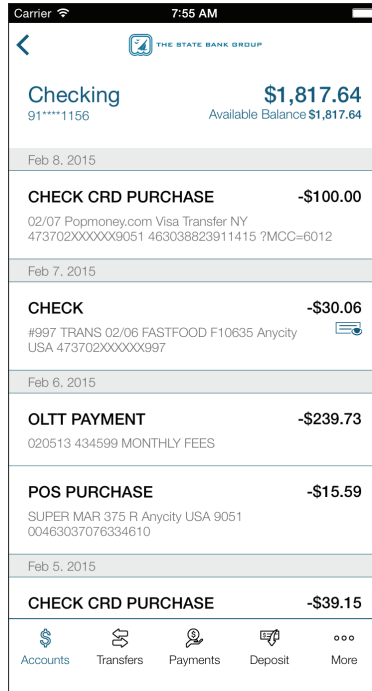 Carrier 7:55 AM
THE STATE BANK GROUP
Checking $1,817.64
91****1156 Available Balance $1,817.64
Feb 8. 2015
CHECK CRD PURCHASE -$100.00
02/07 Popmoney.com Visa Transfer NY
473702XXXXXX9051 463038823911415 ?MCC=6012
Feb 7. 2015
CHECK -$30.06
#997 TRANS 02/06 FASTFOOD F10635 Anycity
USA 473702XXXXXX997
Feb 6. 2015
OLTT PAYMENT -$239.73
020513 434599 MONTHLY FEES
POS PURCHASE -$15.59
SUPER MAR 375 R Anycity USA 9051
00463037076334610
Feb 5. 2015
CHECK CRD PURCHASE -$39.15
Accounts Transfers Payments Deposit More